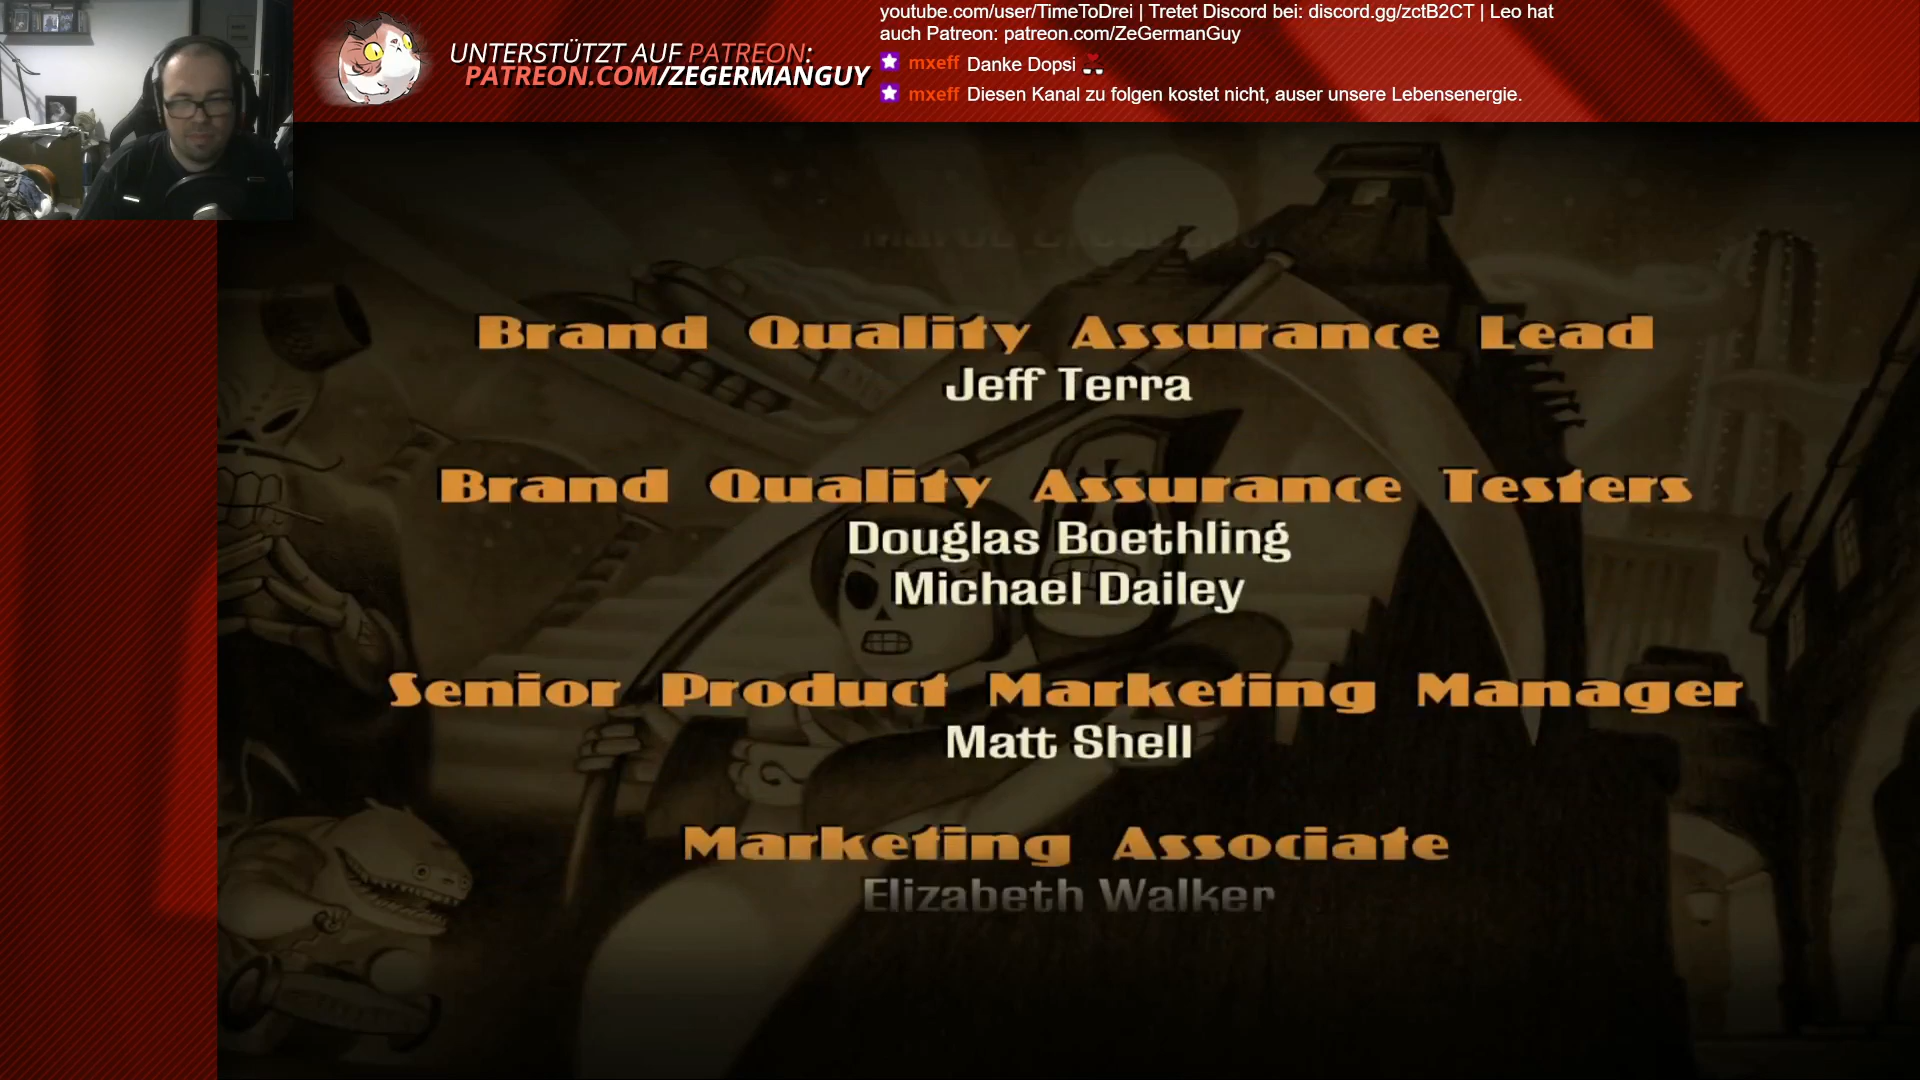 youtube.com/user/TimeToDrei | Tretet Discord bei: discord.gg/zctB2CT | Leo hat
auch Patreon: patreon.com/ZeGermanGuy
mxeff Danke Dopsi
mxeff Diesen Kanal zu folgen kostet nicht, auser unsere Lebensenergie.
UNTERSTÜTZT AUF PATREON:
PATREON.COM/ZEGERMANGUY
Brand Quality Assurance Lead
Jeff Terra
Brand Quality Assurance Testers
Douglas Boethling
Michael Dailey
Senior Product Marketing Manager
Matt Shell
Marketing Associate
Elizabeth Walker